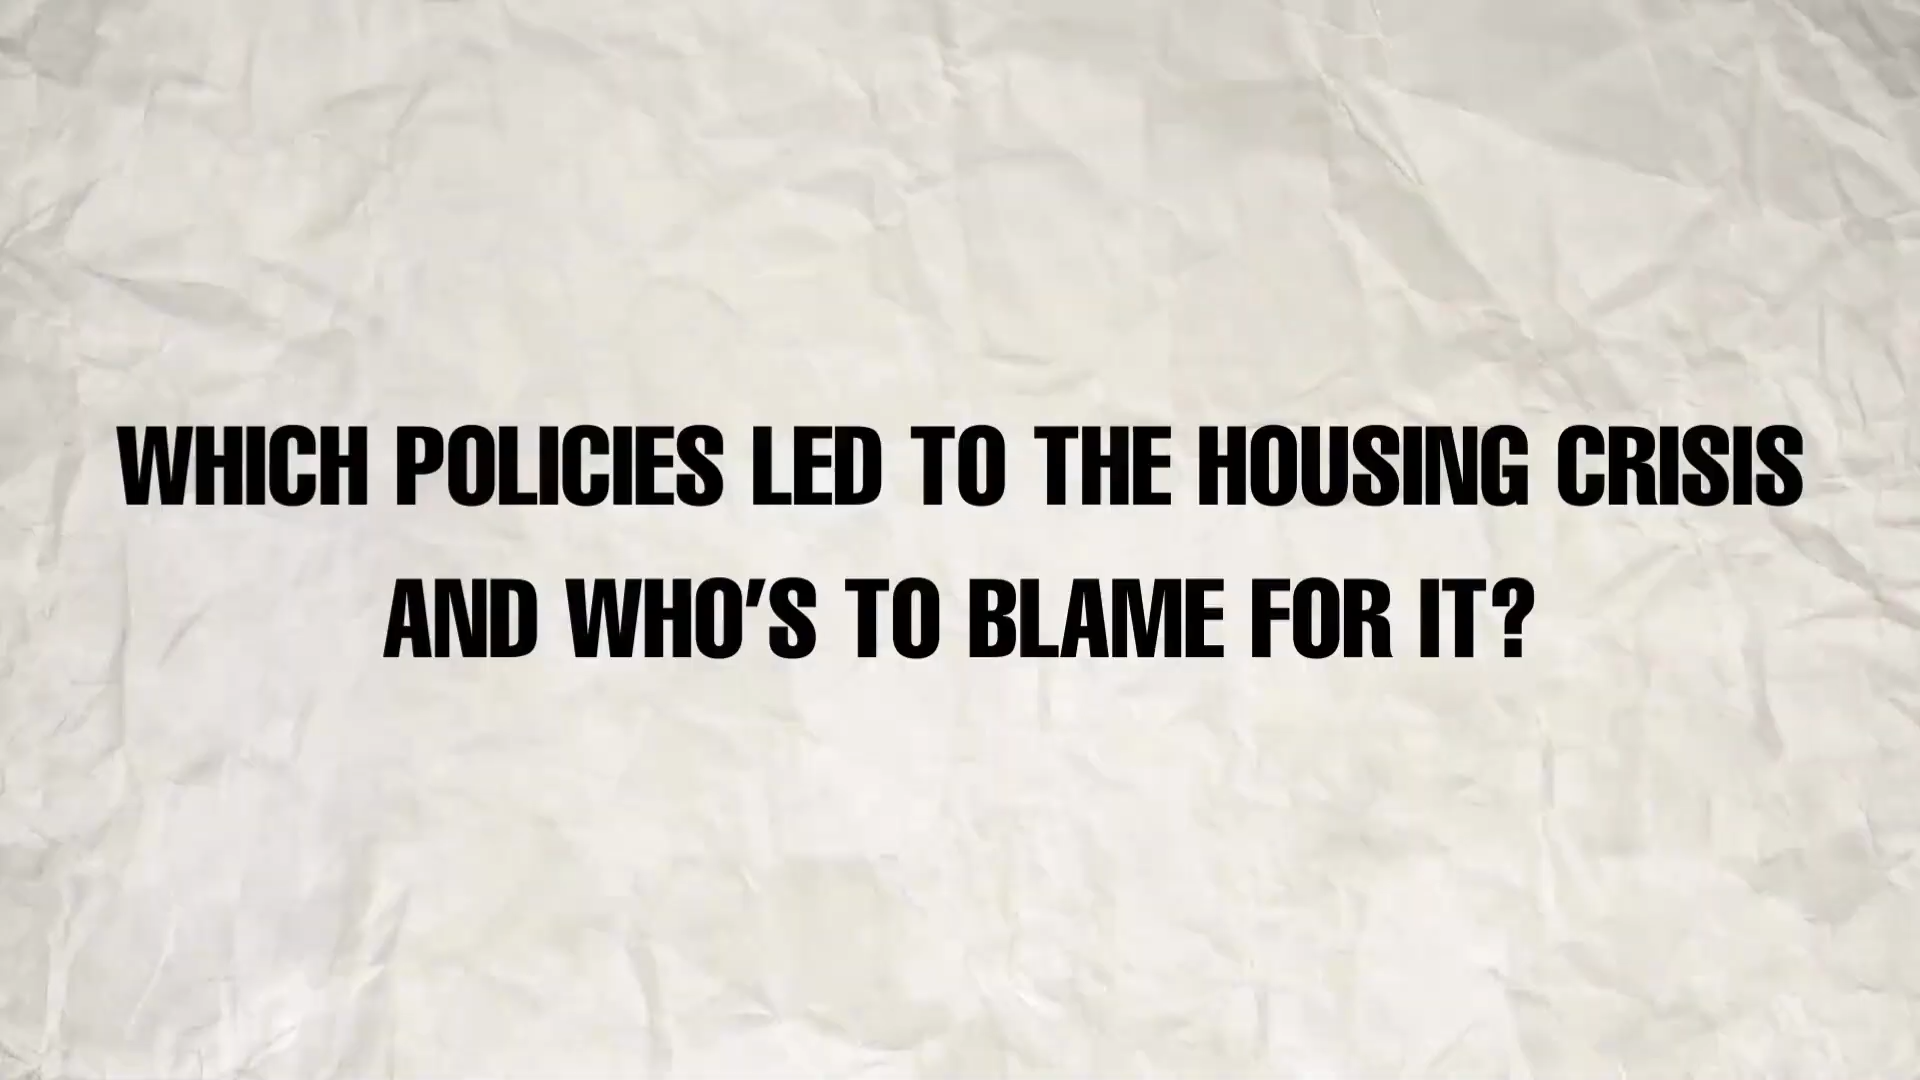 WHICH POLICIES LED TO THE HOUSING CRISIS
AND WHO'S TO BLAME FOR IT?